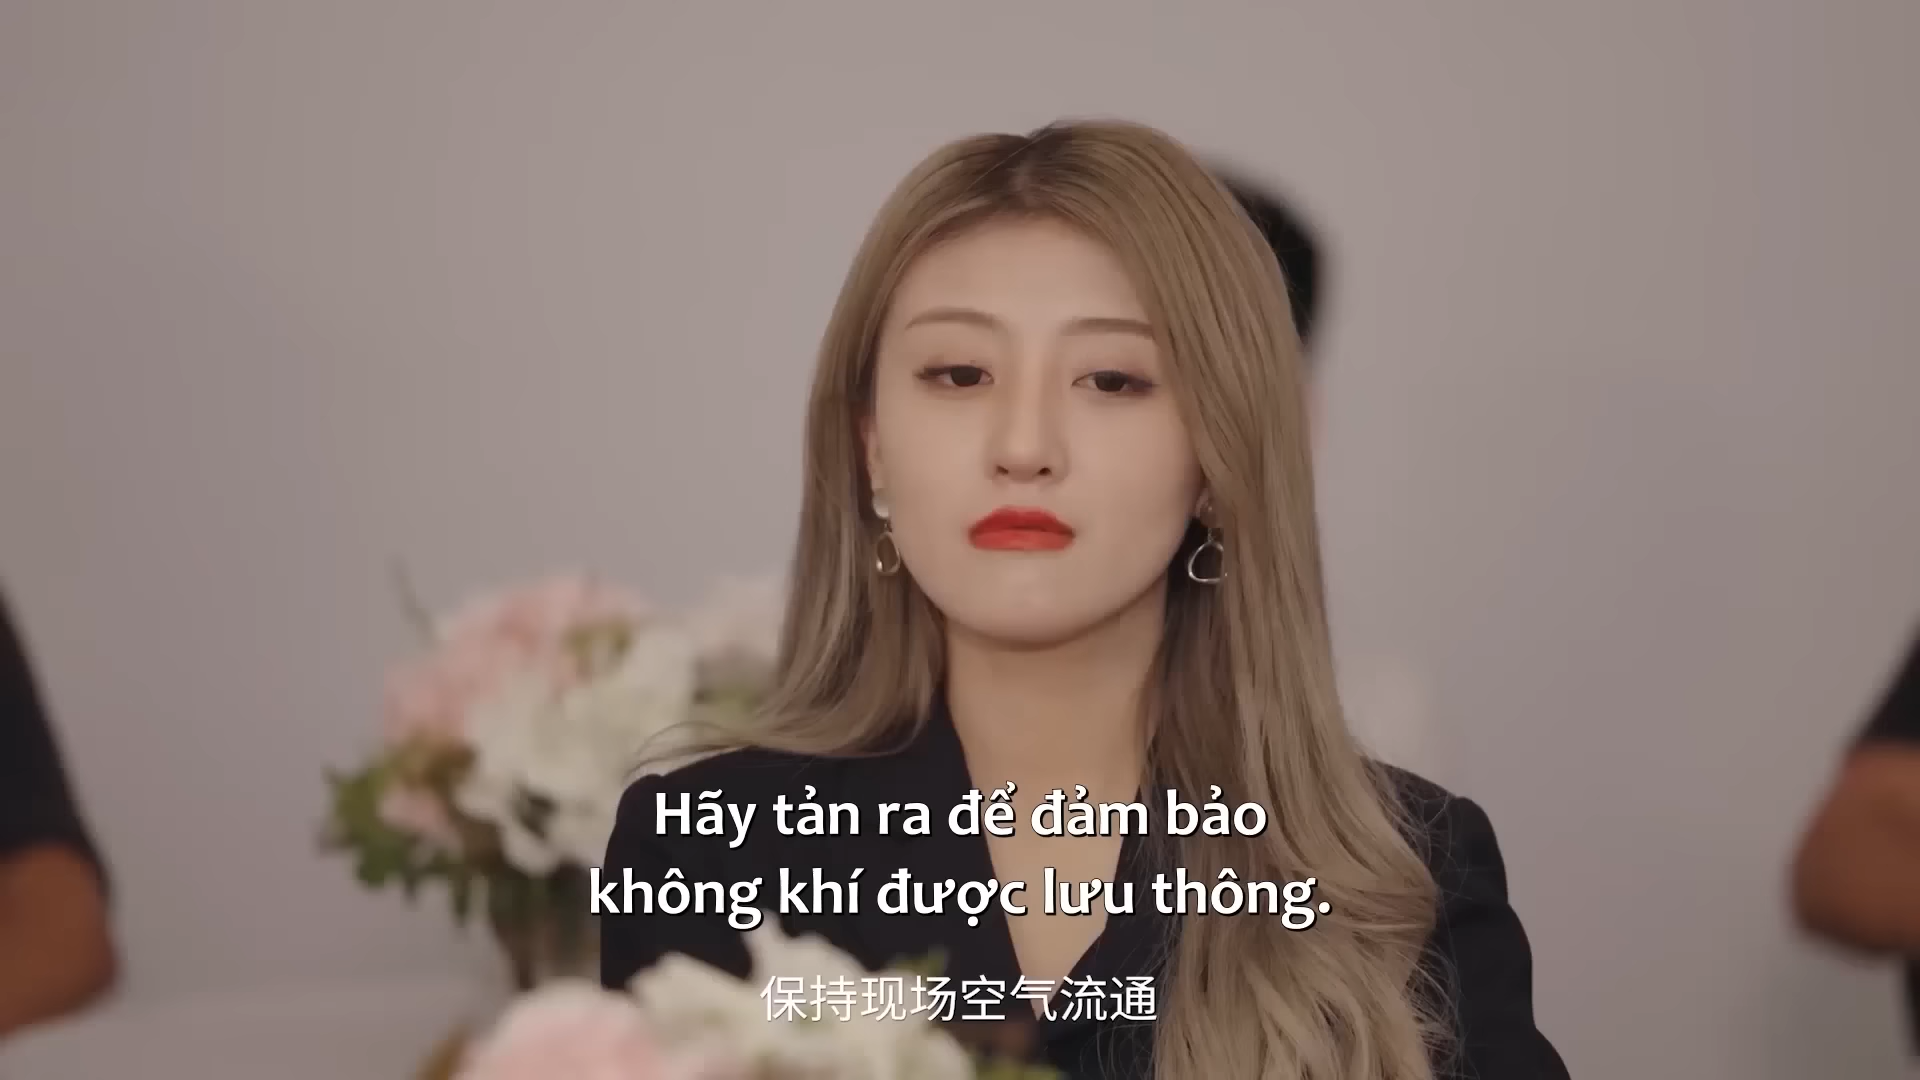 Hãy tản ra để đảm bảo
không khí được lưu thông.
保持现场空气流通